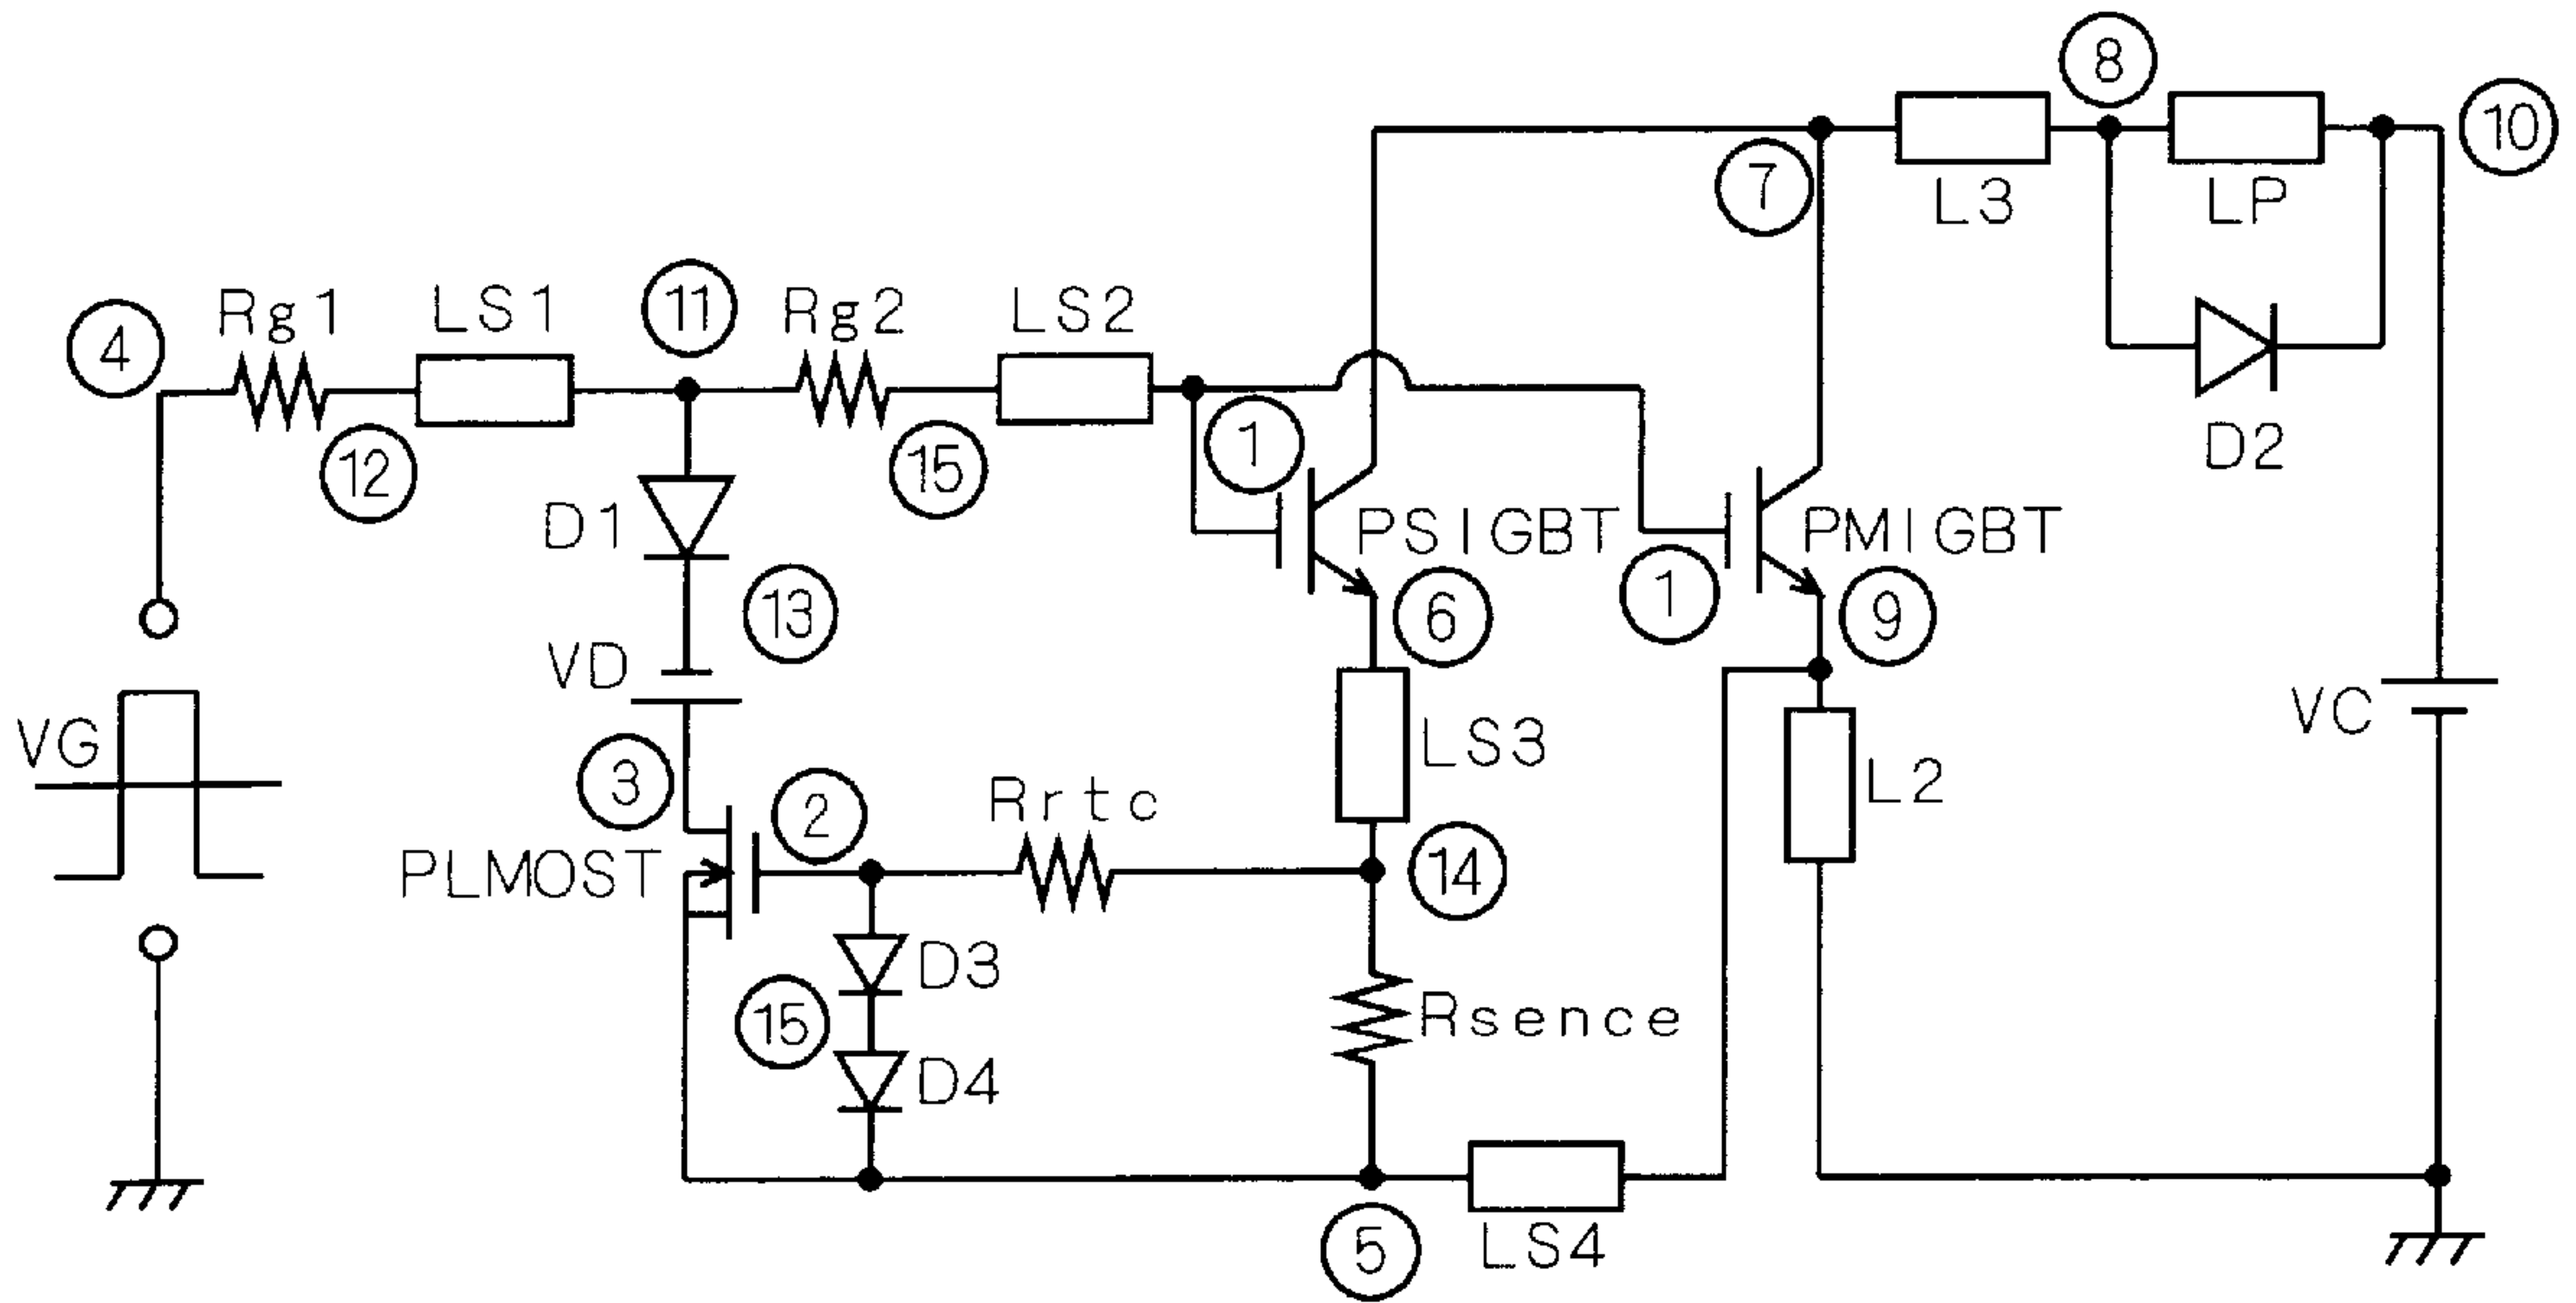 8
10
L3
LP
7
11
Rg1
LS1
Rg2
LS2
4
12
15
1
D2
D1
PSIGBT
PMIGBT
13
6
1
9
VD
VG
3
2
Rrtc
LS3
L2
VC
PLMOST
14
D3
15
Rsence
D4
5
LS4